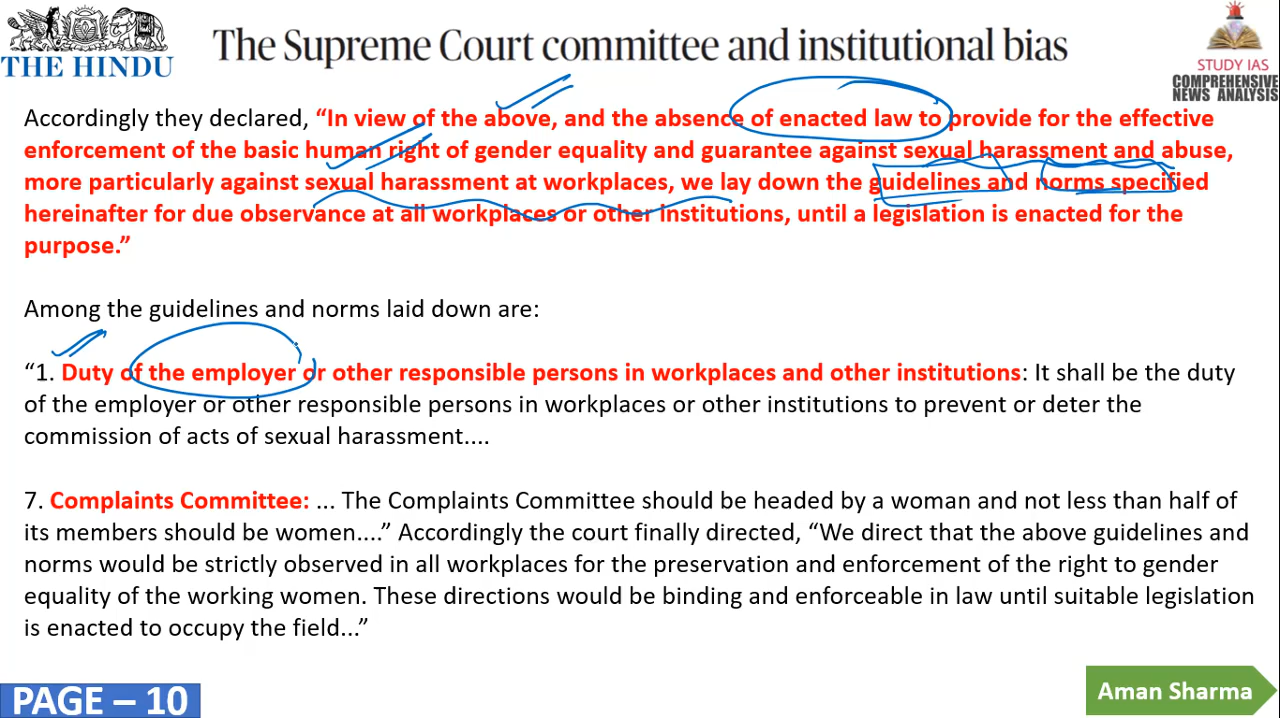 THE HINDU
The Supreme Court committee and institutional bias
STUDY IAS
COMPREHENSIVE
NEWS ANALYSIS
Accordingly they declared, “In view of the above, and the absence of enacted law to provide for the effective
enforcement of the basic human right of gender equality and guarantee against sexual harassment and abuse,
more particularly against sexual harassment at workplaces, we lay down the guidelines and norms specified
hereinafter for due observance at all workplaces or other institutions, until a legislation is enacted for the
purpose.”
Among the guidelines and norms laid down are:
“1. Duty of the employer or other responsible persons in workplaces and other institutions: It shall be the duty
of the employer or other responsible persons in workplaces or other institutions to prevent or deter the
commission of acts of sexual harassment....
7. Complaints Committee: ... The Complaints Committee should be headed by a woman and not less than half of
its members should be women....” Accordingly the court finally directed, “We direct that the above guidelines and
norms would be strictly observed in all workplaces for the preservation and enforcement of the right to gender
equality of the working women. These directions would be binding and enforceable in law until suitable legislation
is enacted to occupy the field...”
PAGE – 10
Aman Sharma